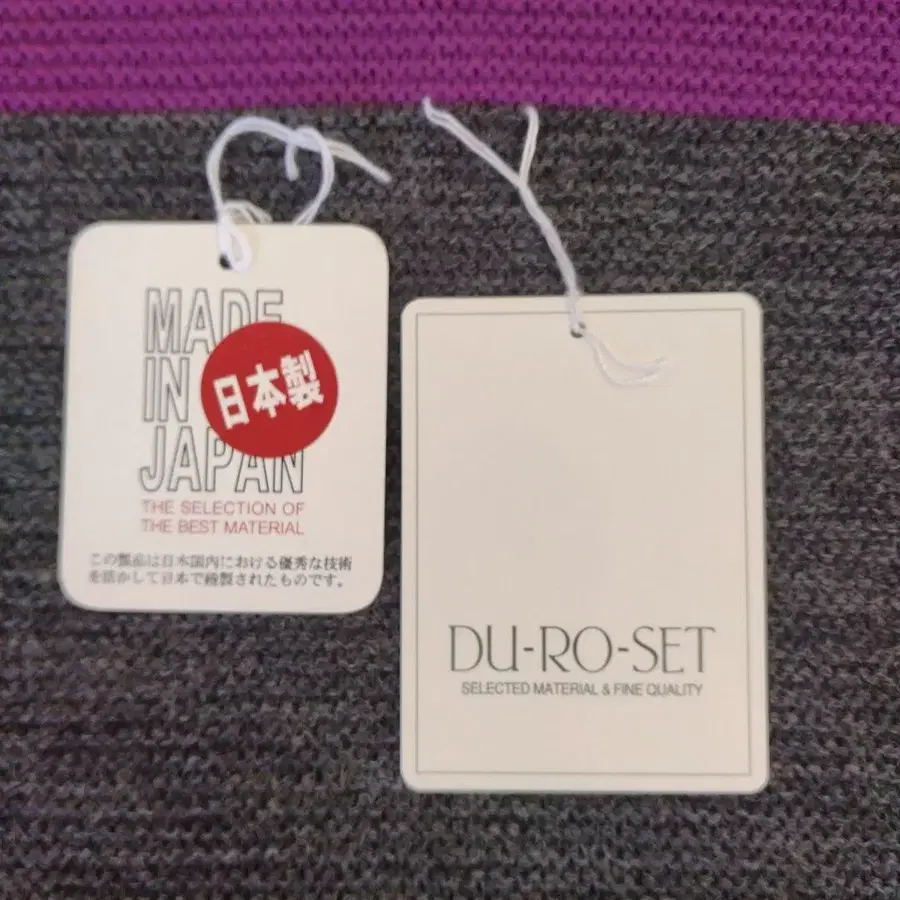 MADE
IN
JAPAN
日本製
THE SELECTION OF
THE BEST MATERIAL
この製品は日本国内における優秀な技術
を活かして日本で縫製されたものです。
DU-RO-SET
SELECTED MATERIAL & FINE QUALITY